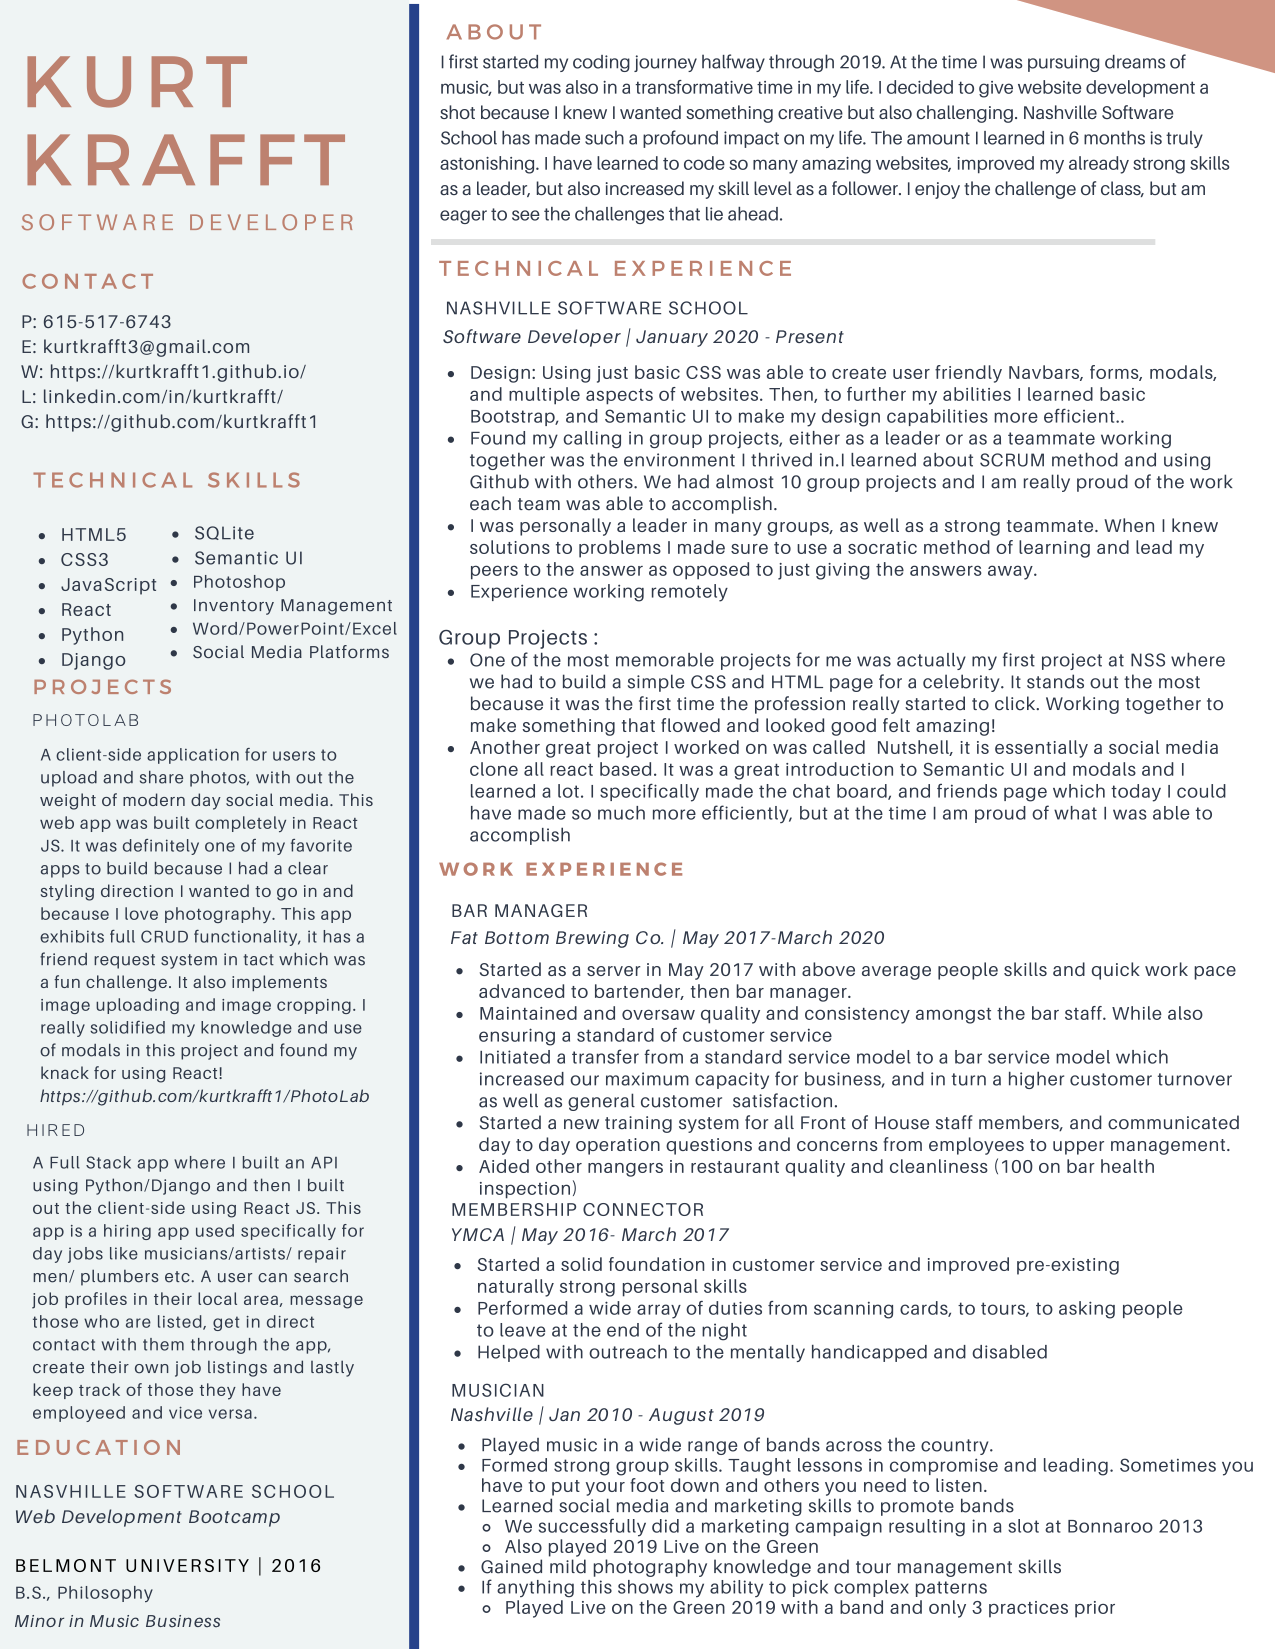 KURT
KRAFFT
SOFTWARE DEVELOPER
CONTACT
P: 615-517-6743
E: kurtkrafft3@gmail.com
W: https://kurtkrafft1.github.io/
L: linkedin.com/in/kurtkrafft/
G: https://github.com/kurtkrafft1
TECHNICAL SKILLS
• HTML5
• CSS3
• JavaScript
• React
• Python
• Django
• SQLite
• Semantic UI
• Photoshop
• Inventory Management
• Word/PowerPoint/Excel
• Social Media Platforms
PROJECTS
PHOTOLAB
A client-side application for users to
upload and share photos, with out the
weight of modern day social media. This
web app was built completely in React
JS. It was definitely one of my favorite
apps to build because I had a clear
styling direction I wanted to go in and
because I love photography. This app
exhibits full CRUD functionality, it has a
friend request system in tact which was
a fun challenge. It also implements
image uploading and image cropping. I
really solidified my knowledge and use
of modals in this project and found my
knack for using React!
https://github.com/kurtkrafft1/PhotoLab
HIRED
A Full Stack app where I built an API
using Python/Django and then I built
out the client-side using React JS. This
app is a hiring app used specifically for
day jobs like musicians/artists/ repair
men/ plumbers etc. A user can search
job profiles in their local area, message
those who are listed, get in direct
contact with them through the app,
create their own job listings and lastly
keep track of those they have
employeed and vice versa.
EDUCATION
NASVHILLE SOFTWARE SCHOOL
Web Development Bootcamp
BELMONT UNIVERSITY | 2016
B.S., Philosophy
Minor in Music Business
ABOUT
I first started my coding journey halfway through 2019. At the time I was pursuing dreams of
music, but was also in a transformative time in my life. I decided to give website development a
shot because I knew I wanted something creative but also challenging. Nashville Software
School has made such a profound impact on my life. The amount I learned in 6 months is truly
astonishing. I have learned to code so many amazing websites, improved my already strong skills
as a leader, but also increased my skill level as a follower. I enjoy the challenge of class, but am
eager to see the challenges that lie ahead.
TECHNICAL EXPERIENCE
NASHVILLE SOFTWARE SCHOOL
Software Developer | January 2020 - Present
• Design: Using just basic CSS was able to create user friendly Navbars, forms, modals,
and multiple aspects of websites. Then, to further my abilities I learned basic
Bootstrap, and Semantic UI to make my design capabilities more efficient..
• Found my calling in group projects, either as a leader or as a teammate working
together was the environment I thrived in.I learned about SCRUM method and using
Github with others. We had almost 10 group projects and I am really proud of the work
each team was able to accomplish.
• I was personally a leader in many groups, as well as a strong teammate. When I knew
solutions to problems I made sure to use a socratic method of learning and lead my
peers to the answer as opposed to just giving the answers away.
• Experience working remotely
Group Projects :
• One of the most memorable projects for me was actually my first project at NSS where
we had to build a simple CSS and HTML page for a celebrity. It stands out the most
because it was the first time the profession really started to click. Working together to
make something that flowed and looked good felt amazing!
• Another great project I worked on was called Nutshell, it is essentially a social media
clone all react based. It was a great introduction to Semantic UI and modals and I
learned a lot. I specifically made the chat board, and friends page which today I could
have made so much more efficiently, but at the time I am proud of what I was able to
accomplish
WORK EXPERIENCE
BAR MANAGER
Fat Bottom Brewing Co. | May 2017-March 2020
• Started as a server in May 2017 with above average people skills and quick work pace
advanced to bartender, then bar manager.
• Maintained and oversaw quality and consistency amongst the bar staff. While also
ensuring a standard of customer service
• Initiated a transfer from a standard service model to a bar service model which
increased our maximum capacity for business, and in turn a higher customer turnover
as well as general customer satisfaction.
• Started a new training system for all Front of House staff members, and communicated
day to day operation questions and concerns from employees to upper management.
• Aided other mangers in restaurant quality and cleanliness (100 on bar health
inspection)
MEMBERSHIP CONNECTOR
YMCA | May 2016- March 2017
• Started a solid foundation in customer service and improved pre-existing
naturally strong personal skills
• Performed a wide array of duties from scanning cards, to tours, to asking people
to leave at the end of the night
• Helped with outreach to the mentally handicapped and disabled
MUSICIAN
Nashville | Jan 2010 - August 2019
• Played music in a wide range of bands across the country.
• Formed strong group skills. Taught lessons in compromise and leading. Sometimes you
have to put your foot down and others you need to listen.
• Learned social media and marketing skills to promote bands
◦ We successfully did a marketing campaign resulting in a slot at Bonnaroo 2013
◦ Also played 2019 Live on the Green
• Gained mild photography knowledge and tour management skills
• If anything this shows my ability to pick complex patterns
◦ Played Live on the Green 2019 with a band and only 3 practices prior